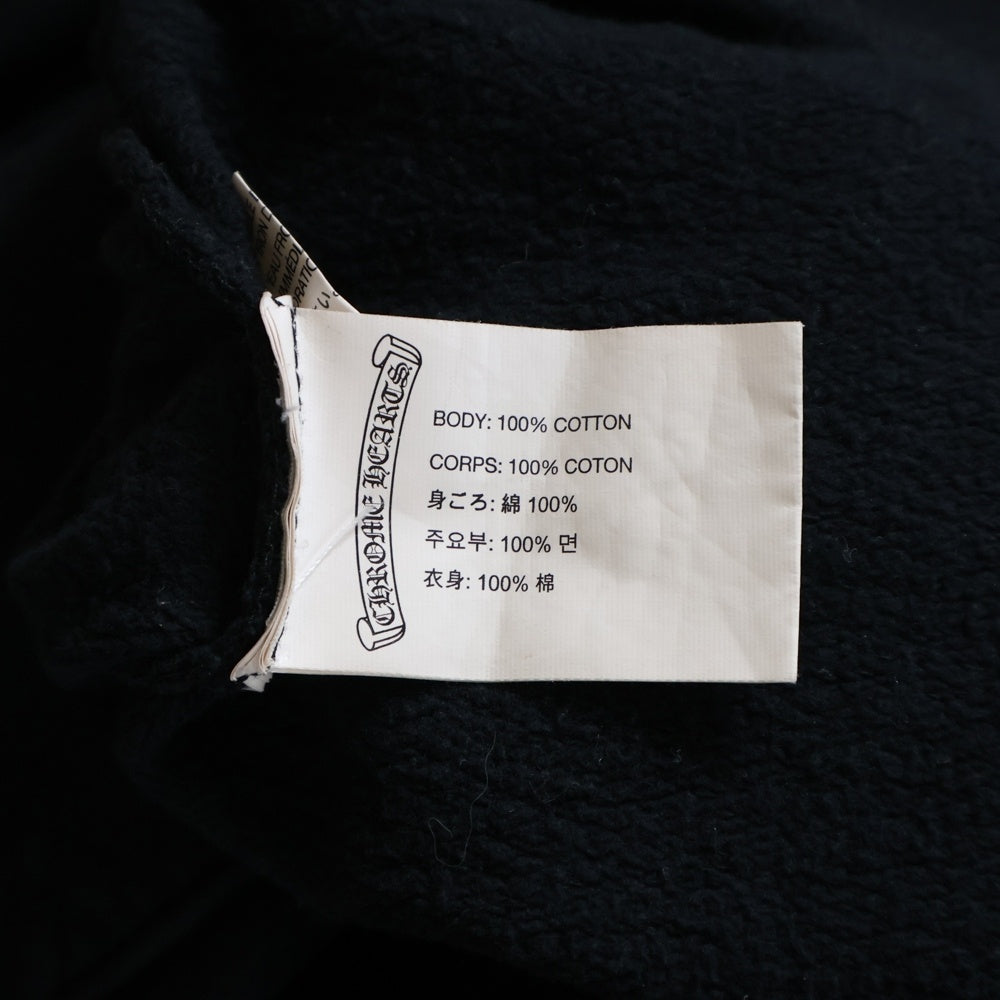 CHROME HEARTS
BODY: 100% COTTON
CORPS: 100% COTON
身ごろ: 綿 100%
주요부: 100% 면
衣身: 100% 棉